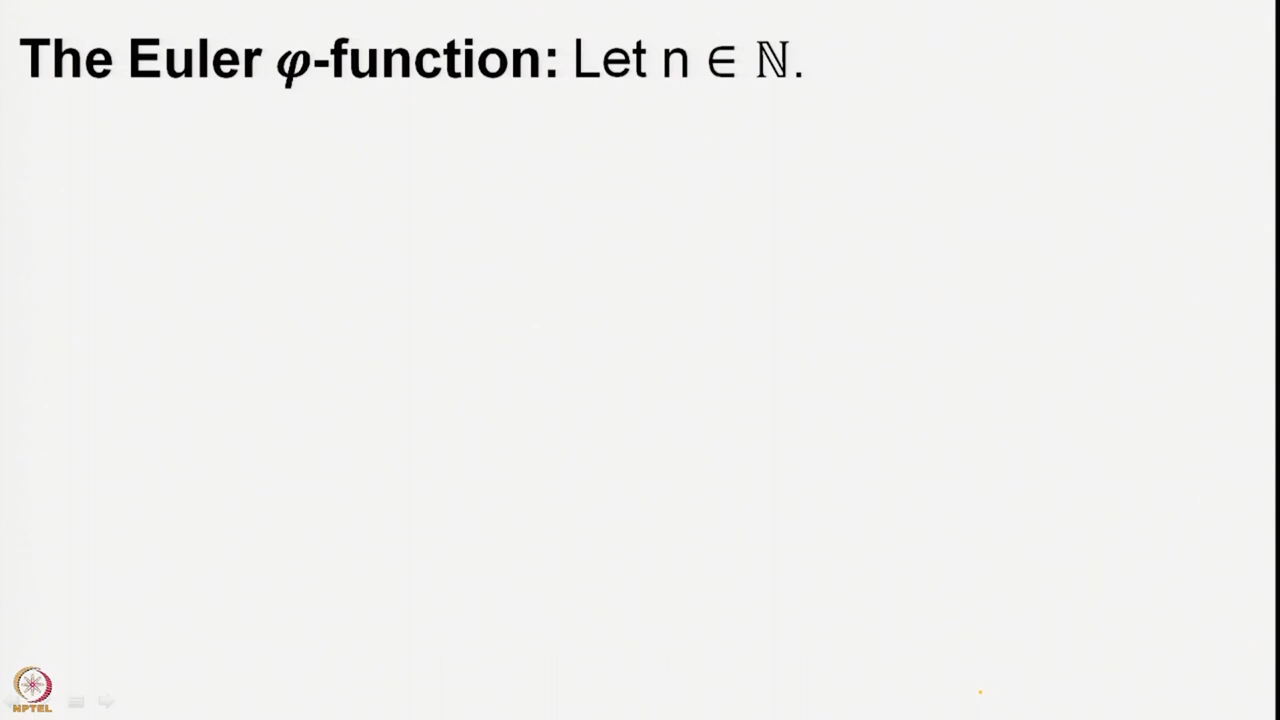 The Euler φ-function: Let n ∈ ℕ.
NPTEL